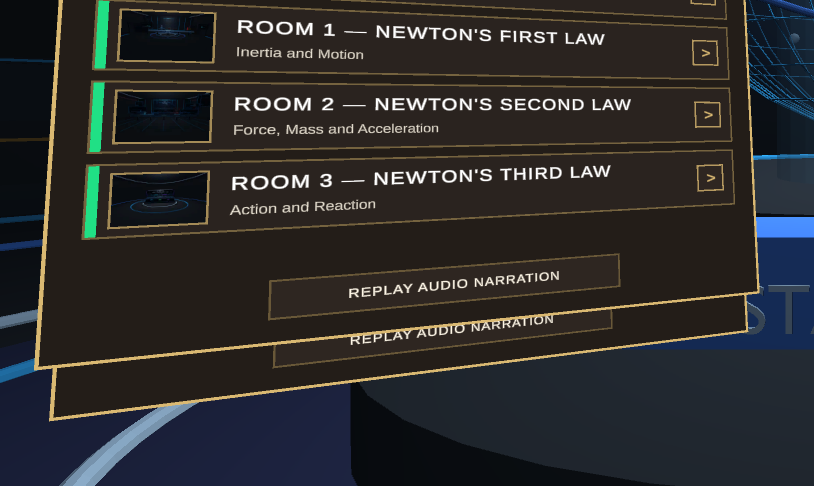 ROOM 1 — NEWTON'S FIRST LAW
Inertia and Motion
>
ROOM 2 — NEWTON'S SECOND LAW
Force, Mass and Acceleration
>
ROOM 3 — NEWTON'S THIRD LAW
Action and Reaction
>
REPLAY AUDIO NARRATION
REPLAY AUDIO NARRATION
STA